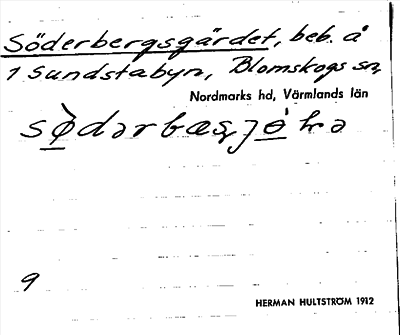 Söderbergsgärdet, beb. å
1 Sundstabyn, Blomskogs sn,
Nordmarks hd, Värmlands län
9
HERMAN HULTSTRÖM 1912